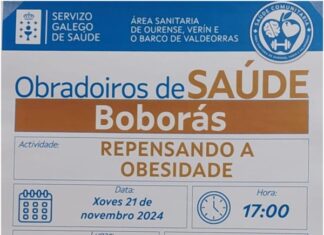 SERVIZO
GALEGO
DE SAÚDE
ÁREA SANITARIA
DE OURENSE, VERÍN E
O BARCO DE VALDEORRAS
SAÚDE COMUNITARIA
Obradoiros de SAÚDE
Boborás
Actividade:
REPENSANDO A
OBESIDADE
Data:
Xoves 21 de
novembro 2024
Hora:
17:00